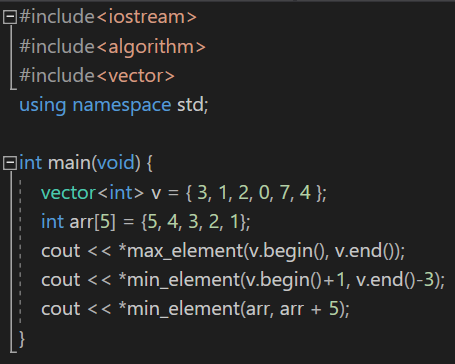 #include<iostream>
#include<algorithm>
#include<vector>
using namespace std;
int main(void) {
vector<int> v = { 3, 1, 2, 0, 7, 4 };
int arr[5] = {5, 4, 3, 2, 1};
cout << *max_element(v.begin(), v.end());
cout << *min_element(v.begin()+1, v.end()-3);
cout << *min_element(arr, arr + 5);
}